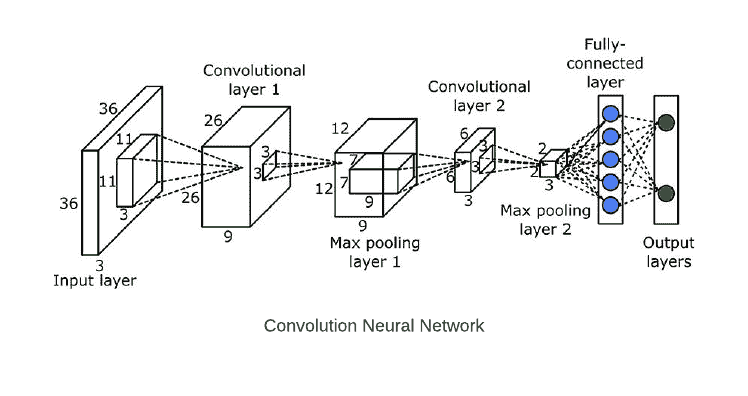 36
11
11
3
36
3
Input layer
Convolutional
layer 1
26
26
3
3
9
12
7
7
12
9
9
Max pooling
layer 1
Convolutional
layer 2
6
3
3
6
3
2
2
3
Max pooling
layer 2
Fully-
connected
layer
Output
layers
Convolution Neural Network